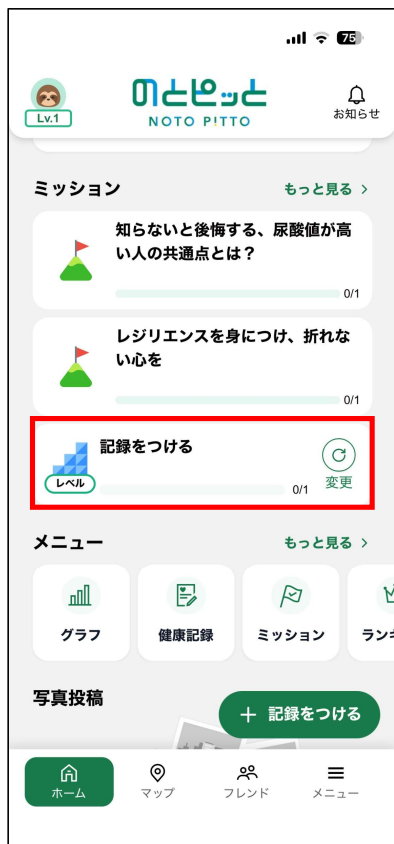 75
Lv.1
のとピッと
NOTO P!TTO
お知らせ
ミッション
もっと見る
知らないと後悔する、尿酸値が高
い人の共通点とは？
0/1
レジリエンスを身につけ、折れな
い心を
0/1
記録をつける
レベル
0/1
変更
メニュー
もっと見る
グラフ
健康記録
ミッション
ランキ
写真投稿
＋ 記録をつける
ホーム
マップ
フレンド
メニュー